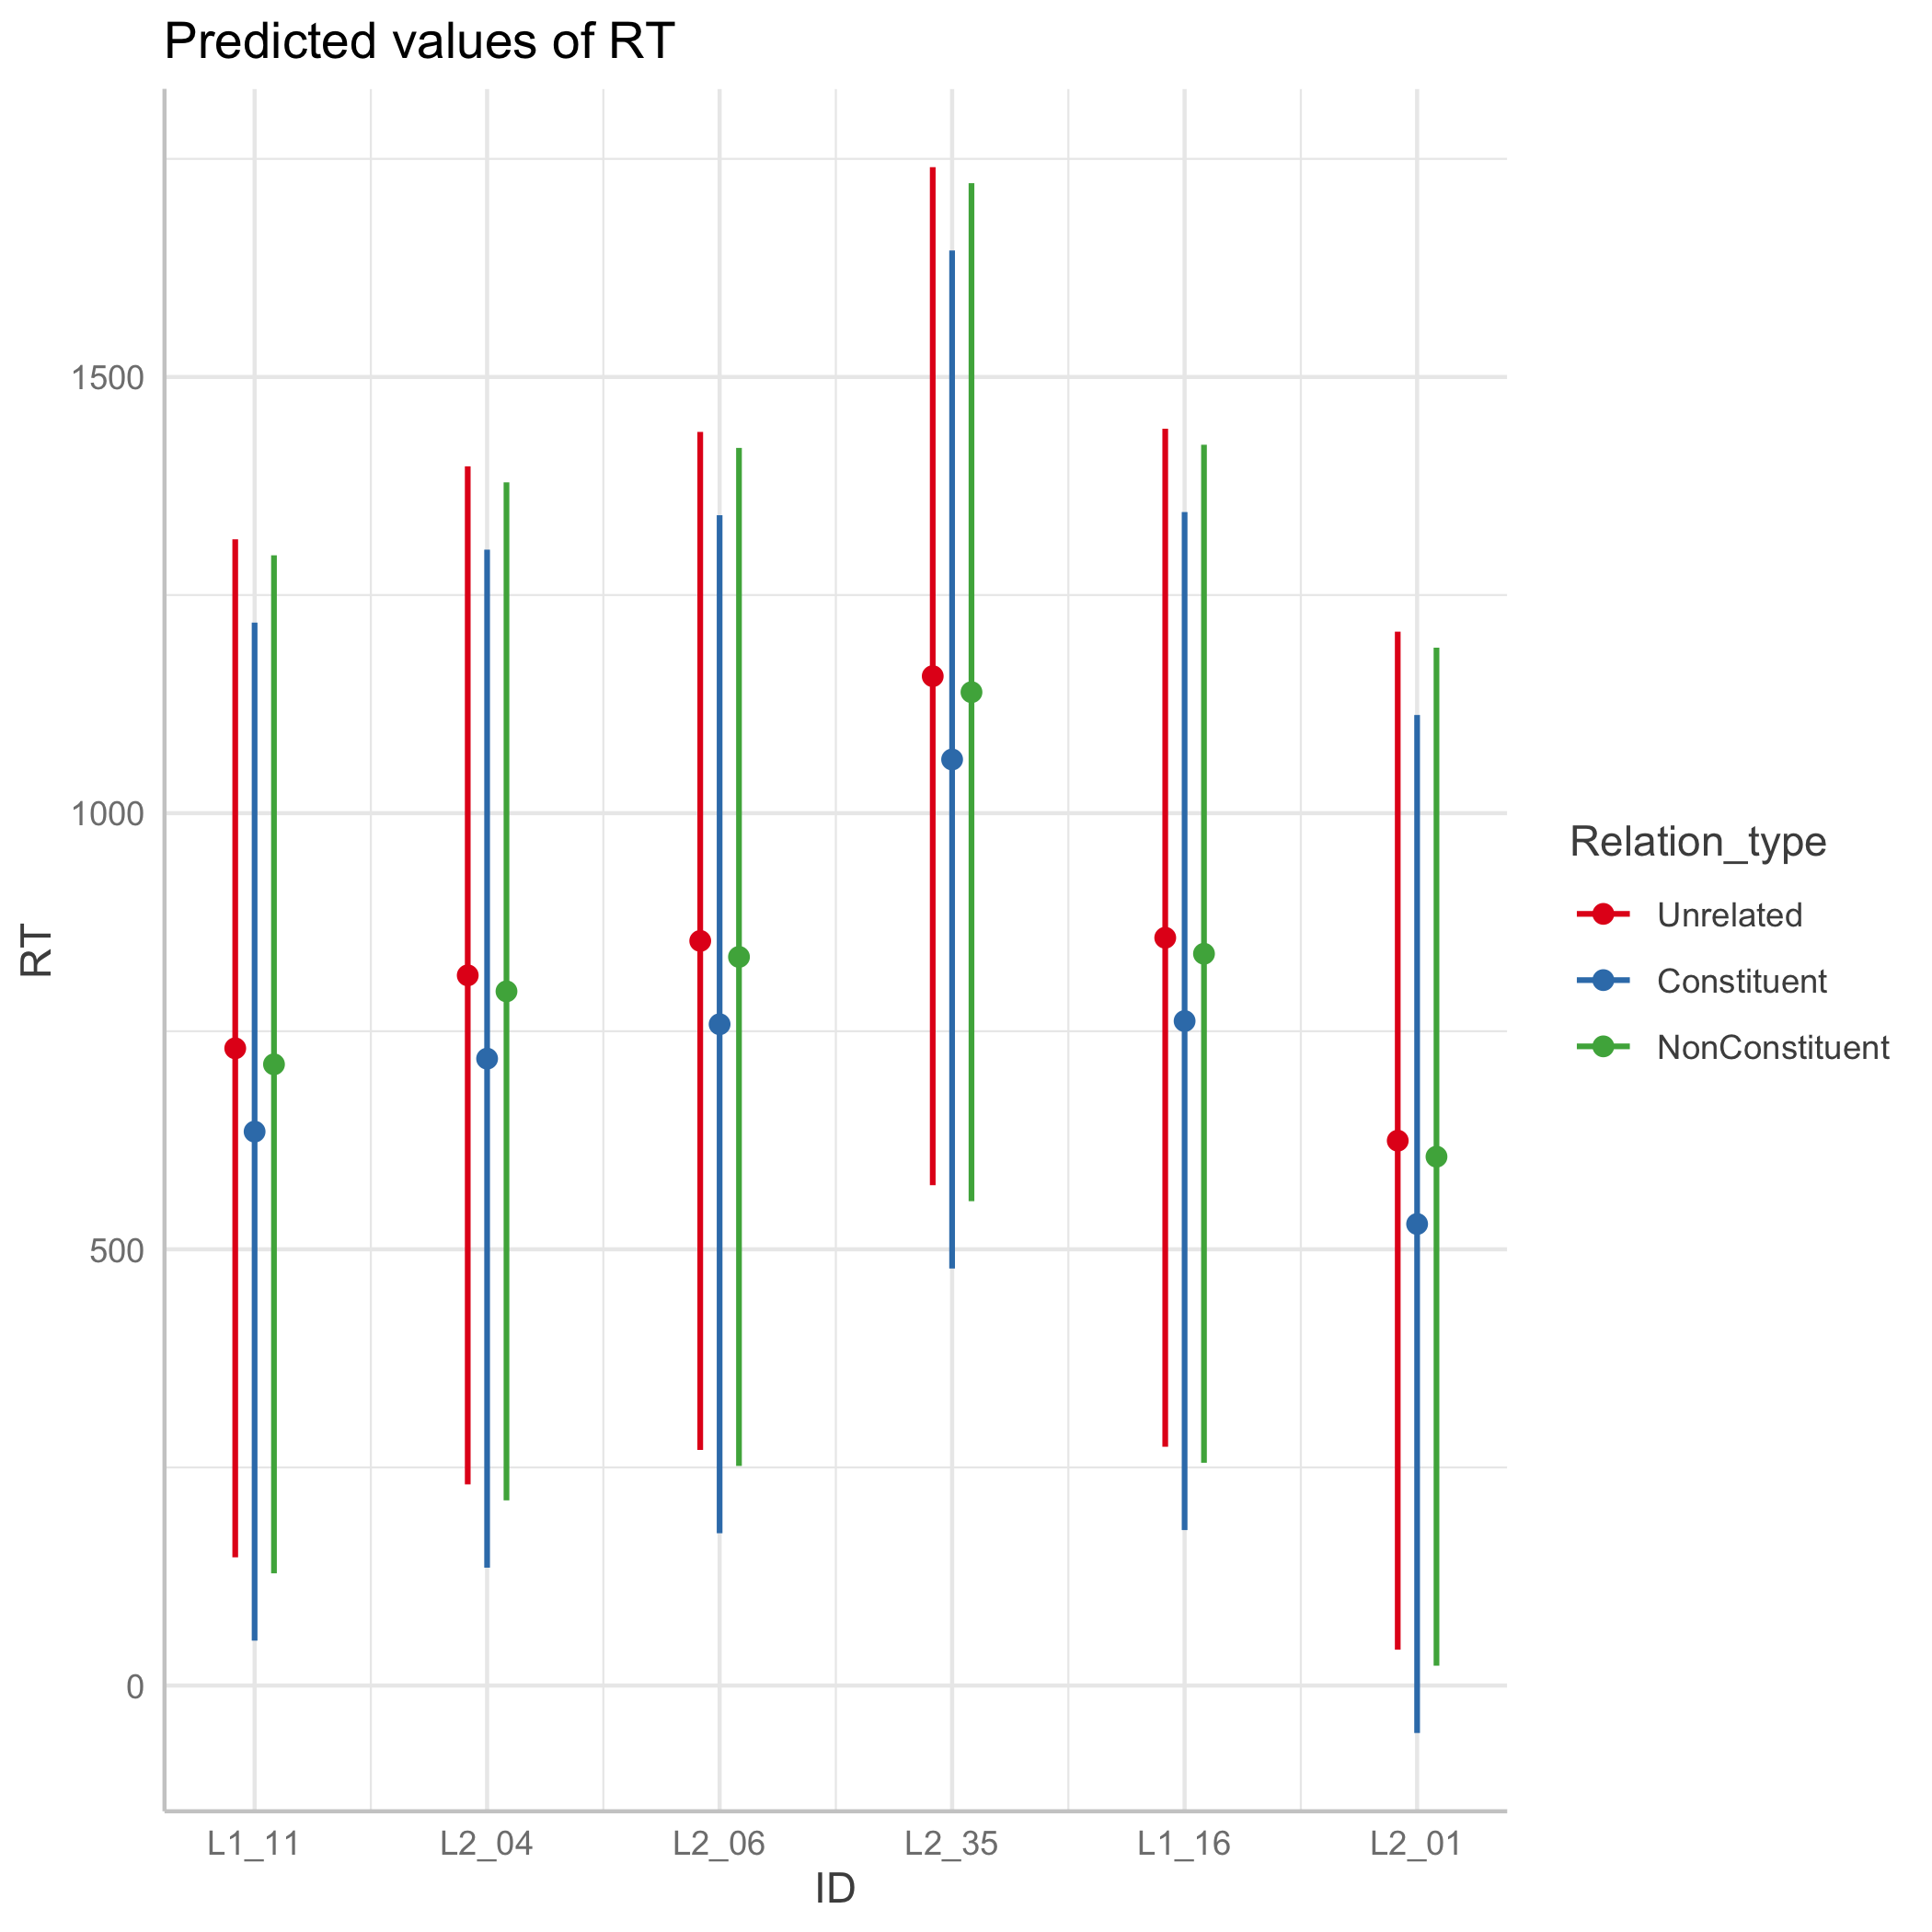 Predicted values of RT
1500
1000
500
0
RT
L1_11 L2_04 L2_06 L2_35 L1_16 L2_01
ID
Relation_type
Unrelated
Constituent
NonConstituent